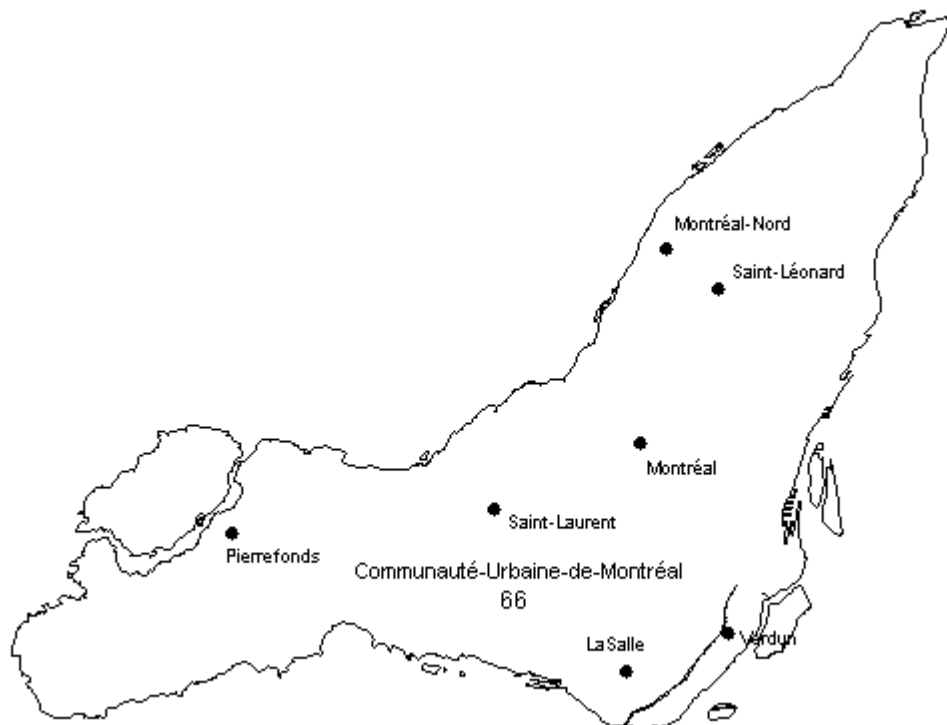 Montréal-Nord
Saint-Léonard
Montréal
Saint-Laurent
Pierrefonds
Communauté-Urbaine-de-Montréal
66
LaSalle
Verdun